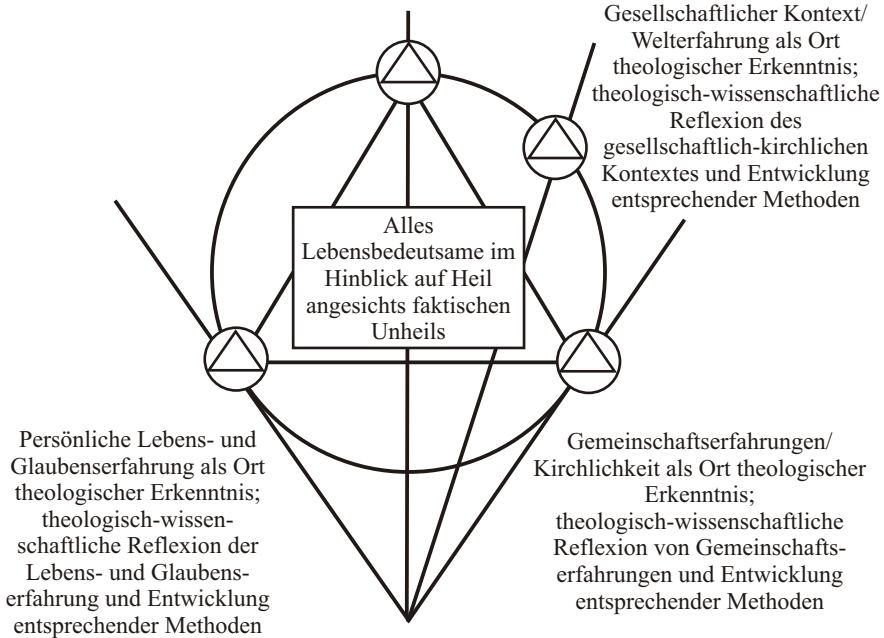 Gesellschaftlicher Kontext/
Welterfahrung als Ort
theologischer Erkenntnis;
theologisch-wissenschaftliche
Reflexion des
gesellschaftlich-kirchlichen
Kontextes und Entwicklung
entsprechender Methoden
Alles
Lebensbedeutsame im
Hinblick auf Heil
angesichts faktischen
Unheils
Persönliche Lebens- und
Glaubenserfahrung als Ort
theologischer Erkenntnis;
theologisch-wissen-
schaftliche Reflexion der
Lebens- und Glaubens-
erfahrung und Entwicklung
entsprechender Methoden
Gemeinschaftserfahrungen/
Kirchlichkeit als Ort theologischer
Erkenntnis;
theologisch-wissenschaftliche
Reflexion von Gemeinschafts-
erfahrungen und Entwicklung
entsprechender Methoden